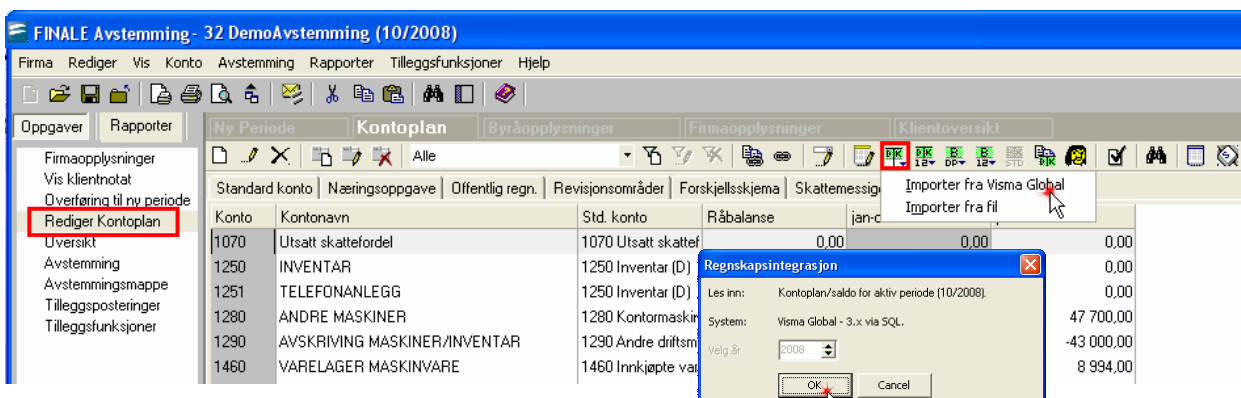 FINALE Avstemming - 32 DemoAvstemming (10/2008)
Firma Rediger Vis Konto Avstemming Rapporter Tilleggsfunksjoner Hjelp
Oppgaver Rapporter Ny Periode Kontoplan Byråopplysninger Firmaopplysninger Klientoversikt
Alle
Firmaopplysninger
Vis klientnotat
Overføring til ny periode
Rediger Kontoplan
Oversikt
Avstemming
Avstemmingsmappe
Tilleggsposteringer
Tilleggsfunksjoner
Standard konto Næringsoppgave Offentlig regn. Revisjonsområder Forskjellsskjema Skattemessig
Importer fra Visma Global
Importer fra fil
Konto Kontonavn Std. konto Råbalanse
1070 Utsatt skattefordel 1070 Utsatt skattef 0,00 0,00 0,00
1250 INVENTAR 1250 Inventar (D) 0,00
1251 TELEFONANLEGG 1250 Inventar (D) 0,00
1280 ANDRE MASKINER 1280 Kontormaskin 47 700,00
1290 AVSKRIVING MASKINER/INVENTAR 1290 Andre driftsm -43 000,00
1460 VARELAGER MASKINVARE 1460 Innkjøpte var 8 994,00
Regnskapsintegrasjon
Les inn: Kontoplan/saldo for aktiv periode (10/2008).
System: Visma Global - 3.x via SQL.
Velg år 2008
OK Cancel